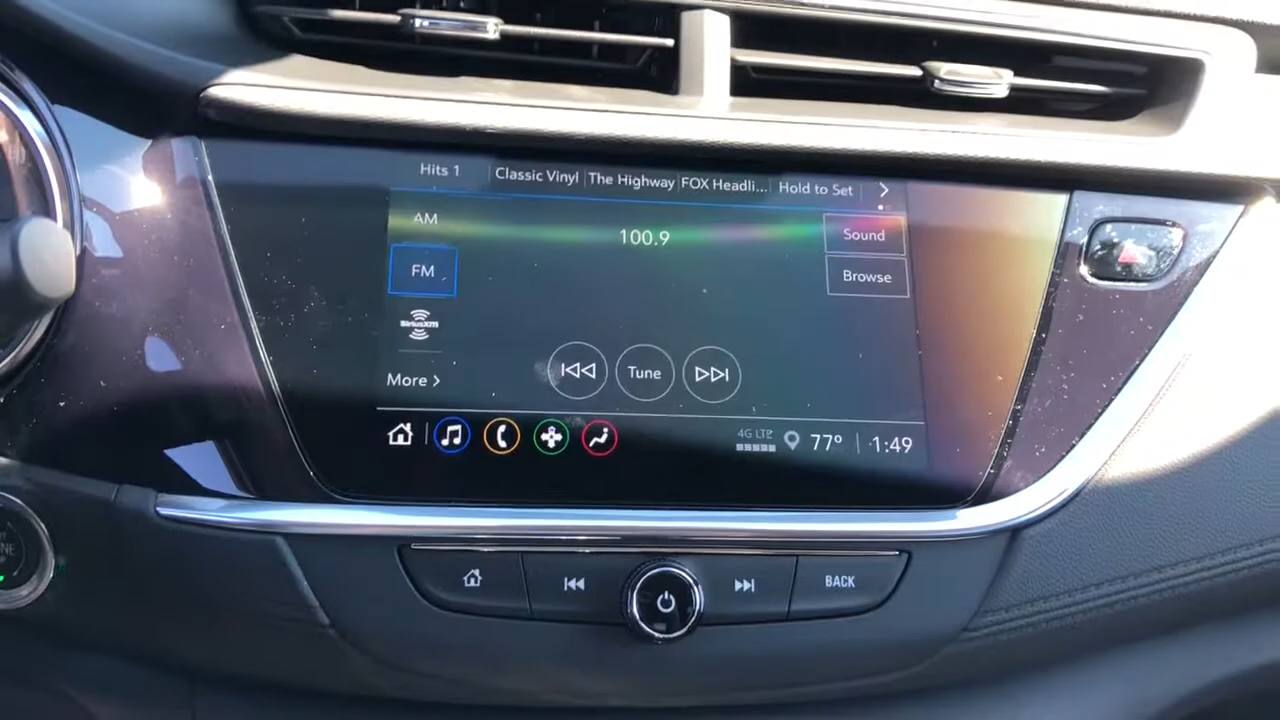 Hits 1 Classic Vinyl The Highway FOX Headli... Hold to Set >
AM
100.9
Sound
FM
Browse
SiriusXM
More >
Tune
4G LTE
77° 1:49
BACK